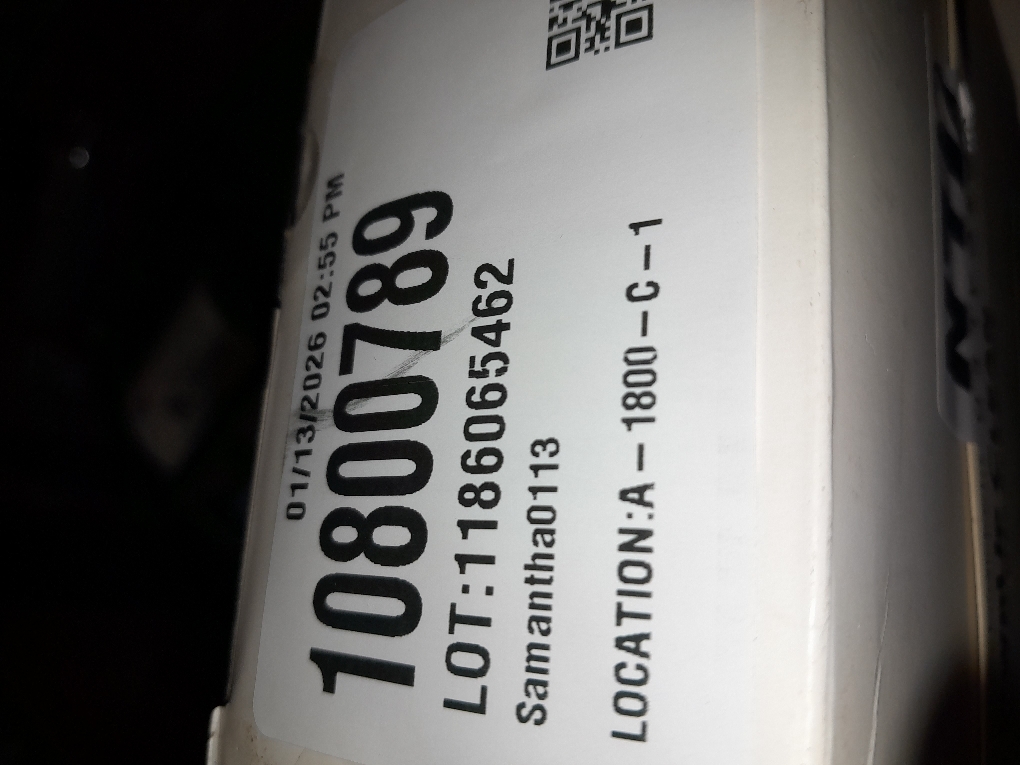 01/13/2026 02:55 PM
10800789
LOT:1186065462
Samantha0113
LOCATION:A-1800-C-1